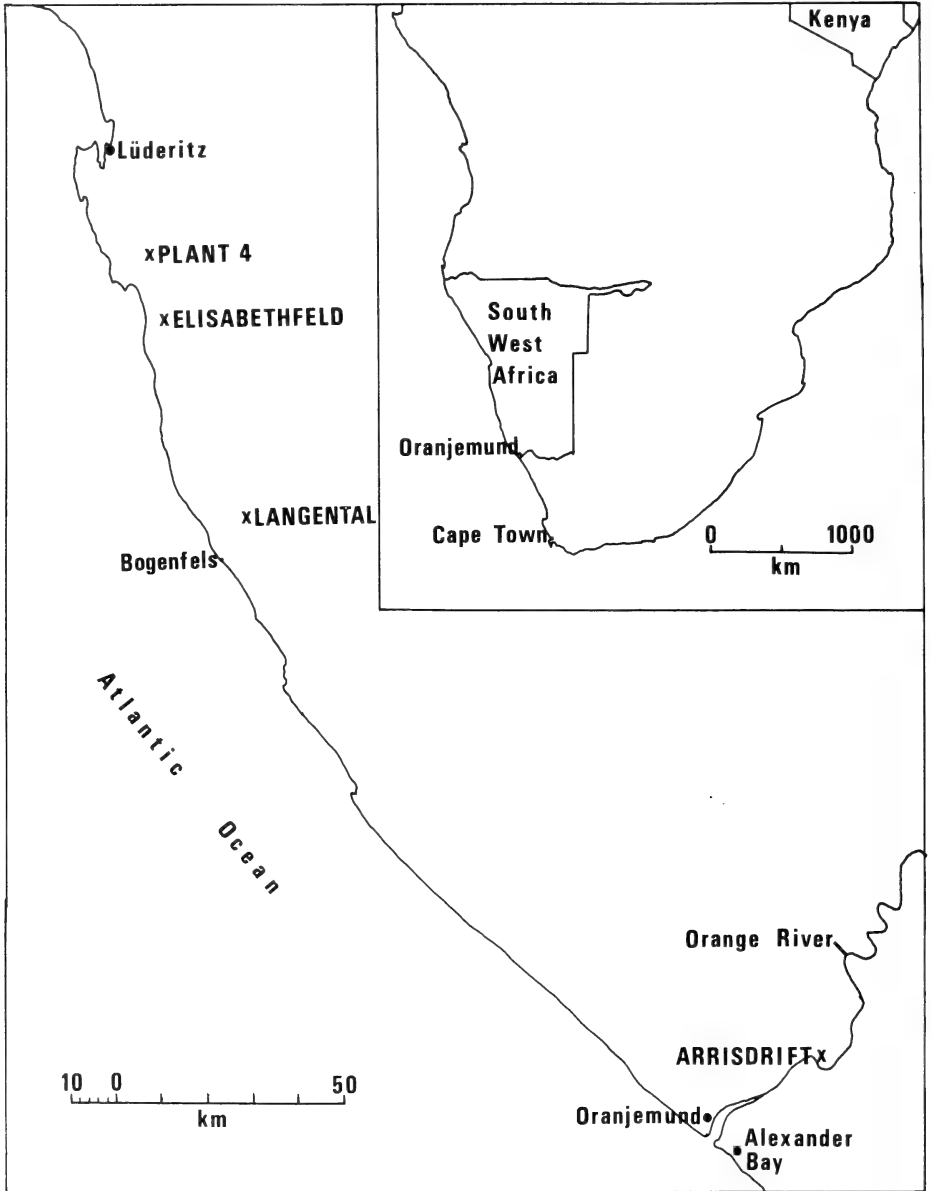 Kenya
Lüderitz
xPLANT 4
xELISABETHFELD
South
West
Africa
Oranjemund
xLANGENTAL
Cape Town
0 1000
km
Bogenfels
Atlantic
Ocean
Orange River
ARRISDRIFTx
10 0 50
km
Oranjemund
Alexander
Bay